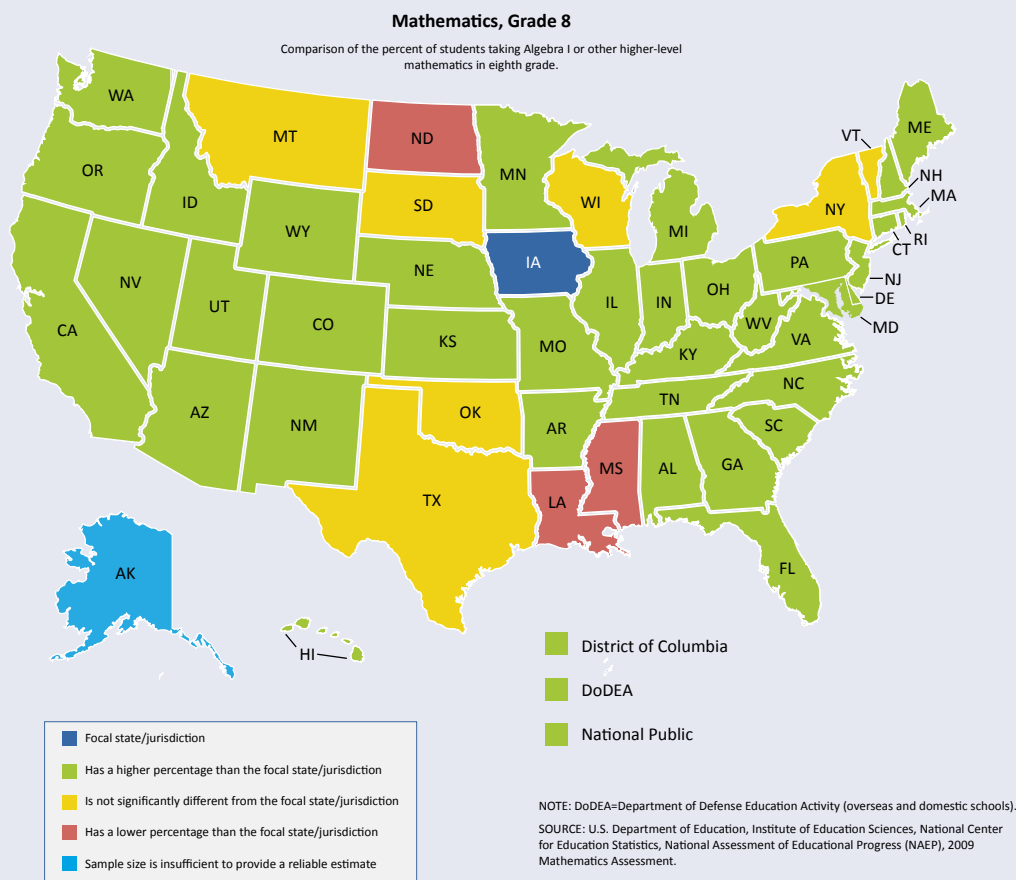 Mathematics, Grade 8
Comparison of the percent of students taking Algebra I or other higher-level
mathematics in eighth grade.
WA
MT
ND
MN
VT
ME
OR
ID
SD
WI
NY
NH
MA
WY
MI
RI
CT
IA
NE
PA
NJ
NV
UT
CO
IL
IN
OH
DE
MD
CA
KS
MO
WV
VA
KY
AZ
NM
OK
AR
TN
NC
SC
MS
AL
GA
TX
LA
FL
AK
HI
District of Columbia
DoDEA
National Public
Focal state/jurisdiction
Has a higher percentage than the focal state/jurisdiction
Is not significantly different from the focal state/jurisdiction
Has a lower percentage than the focal state/jurisdiction
Sample size is insufficient to provide a reliable estimate
NOTE: DoDEA=Department of Defense Education Activity (overseas and domestic schools).
SOURCE: U.S. Department of Education, Institute of Education Sciences, National Center
for Education Statistics, National Assessment of Educational Progress (NAEP), 2009
Mathematics Assessment.